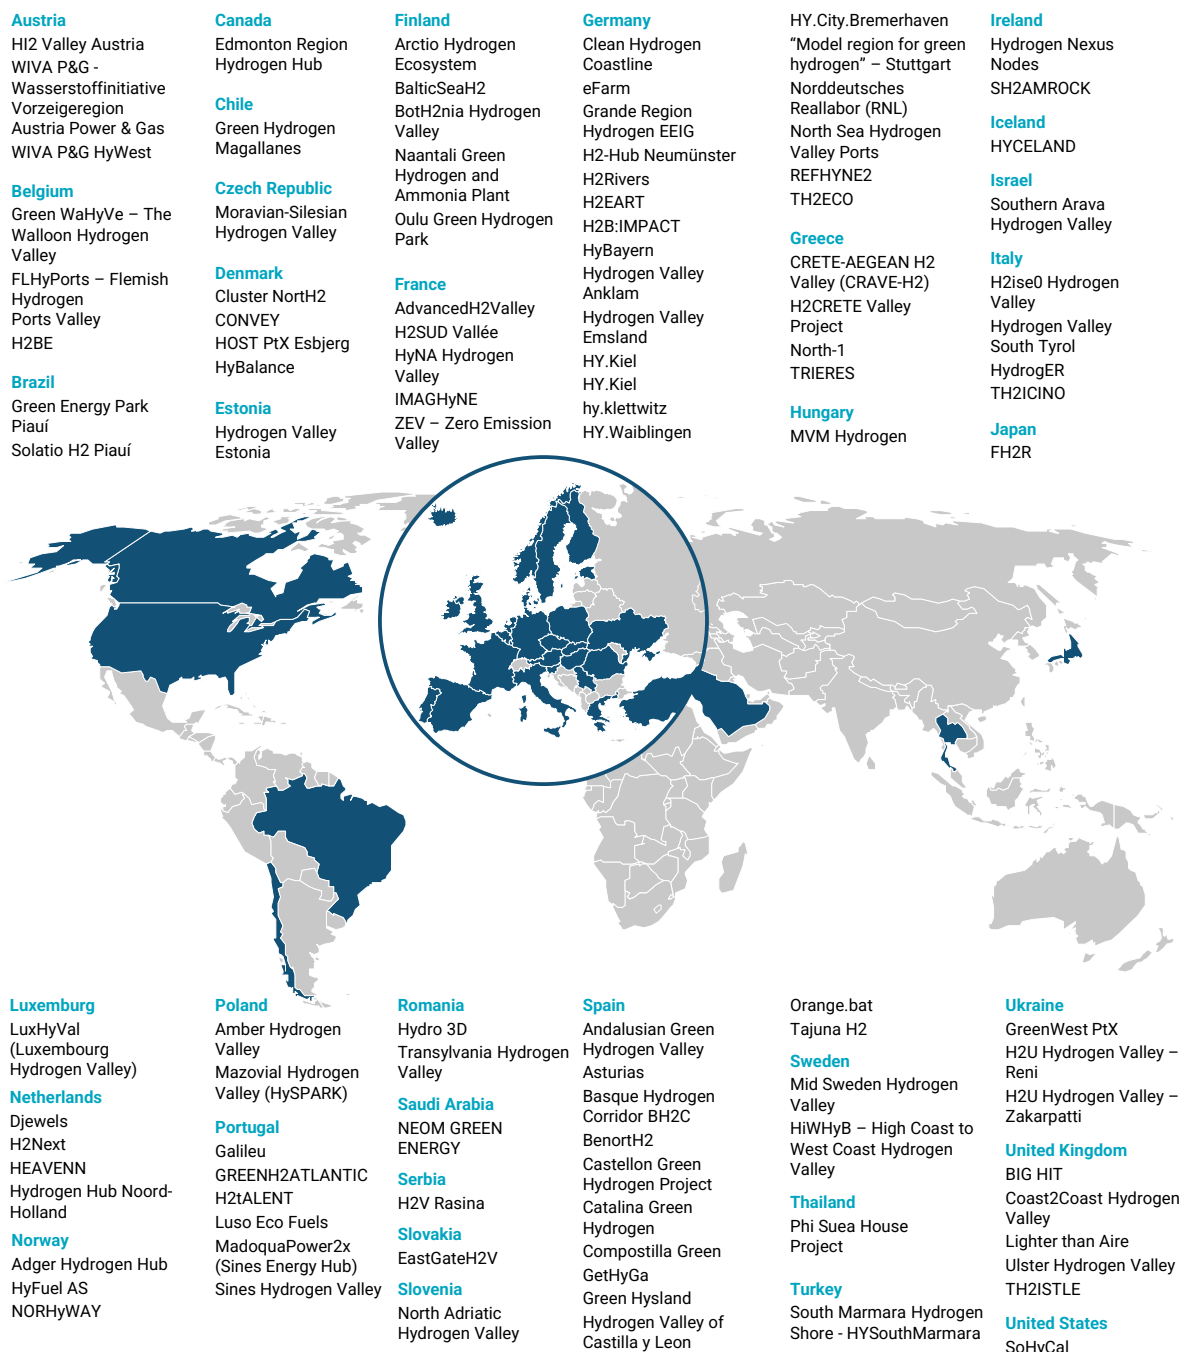 Austria
HI2 Valley Austria
WIVA P&G -
Wasserstoffinitiative
Vorzeigeregion
Austria Power & Gas
WIVA P&G HyWest
Belgium
Green WaHyVe – The
Walloon Hydrogen
Valley
FLHyPorts – Flemish
Hydrogen
Ports Valley
H2BE
Brazil
Green Energy Park
Piauí
Solatio H2 Piauí
Canada
Edmonton Region
Hydrogen Hub
Chile
Green Hydrogen
Magallanes
Czech Republic
Moravian-Silesian
Hydrogen Valley
Denmark
Cluster NortH2
CONVEY
HOST PtX Esbjerg
HyBalance
Estonia
Hydrogen Valley
Estonia
Finland
Arctio Hydrogen
Ecosystem
BalticSeaH2
BotH2nia Hydrogen
Valley
Naantali Green
Hydrogen and
Ammonia Plant
Oulu Green Hydrogen
Park
France
AdvancedH2Valley
H2SUD Vallée
HyNA Hydrogen
Valley
IMAGHyNE
ZEV – Zero Emission
Valley
Germany
Clean Hydrogen
Coastline
eFarm
Grande Region
Hydrogen EEIG
H2-Hub Neumünster
H2Rivers
H2EART
H2B:IMPACT
HyBayern
Hydrogen Valley
Anklam
Hydrogen Valley
Emsland
HY.Kiel
HY.Kiel
hy.klettwitz
HY.Waiblingen
HY.City.Bremerhaven
“Model region for green
hydrogen” – Stuttgart
Norddeutsches
Reallabor (RNL)
North Sea Hydrogen
Valley Ports
REFHYNE2
TH2ECO
Greece
CRETE-AEGEAN H2
Valley (CRAVE-H2)
H2CRETE Valley
Project
North-1
TRIERES
Hungary
MVM Hydrogen
Ireland
Hydrogen Nexus
Nodes
SH2AMROCK
Iceland
HYCELAND
Israel
Southern Arava
Hydrogen Valley
Italy
H2ise0 Hydrogen
Valley
Hydrogen Valley
South Tyrol
HydrogER
TH2ICINO
Japan
FH2R
Luxemburg
LuxHyVal
(Luxembourg
Hydrogen Valley)
Netherlands
Djewels
H2Next
HEAVENN
Hydrogen Hub Noord-
Holland
Norway
Adger Hydrogen Hub
HyFuel AS
NORHyWAY
Poland
Amber Hydrogen
Valley
Mazovial Hydrogen
Valley (HySPARK)
Portugal
Galileu
GREENH2ATLANTIC
H2tALENT
Luso Eco Fuels
MadoquaPower2x
(Sines Energy Hub)
Sines Hydrogen Valley
Romania
Hydro 3D
Transylvania Hydrogen
Valley
Saudi Arabia
NEOM GREEN
ENERGY
Serbia
H2V Rasina
Slovakia
EastGateH2V
Slovenia
North Adriatic
Hydrogen Valley
Spain
Andalusian Green
Hydrogen Valley
Asturias
Basque Hydrogen
Corridor BH2C
BenortH2
Castellon Green
Hydrogen Project
Catalina Green
Hydrogen
Compostilla Green
GetHyGa
Green Hysland
Hydrogen Valley of
Castilla y Leon
Orange.bat
Tajuna H2
Sweden
Mid Sweden Hydrogen
Valley
HiWHyB – High Coast to
West Coast Hydrogen
Valley
Thailand
Phi Suea House
Project
Turkey
South Marmara Hydrogen
Shore - HYSouthMarmara
Ukraine
GreenWest PtX
H2U Hydrogen Valley –
Reni
H2U Hydrogen Valley –
Zakarpatti
United Kingdom
BIG HIT
Coast2Coast Hydrogen
Valley
Lighter than Aire
Ulster Hydrogen Valley
TH2ISTLE
United States
SoHyCal